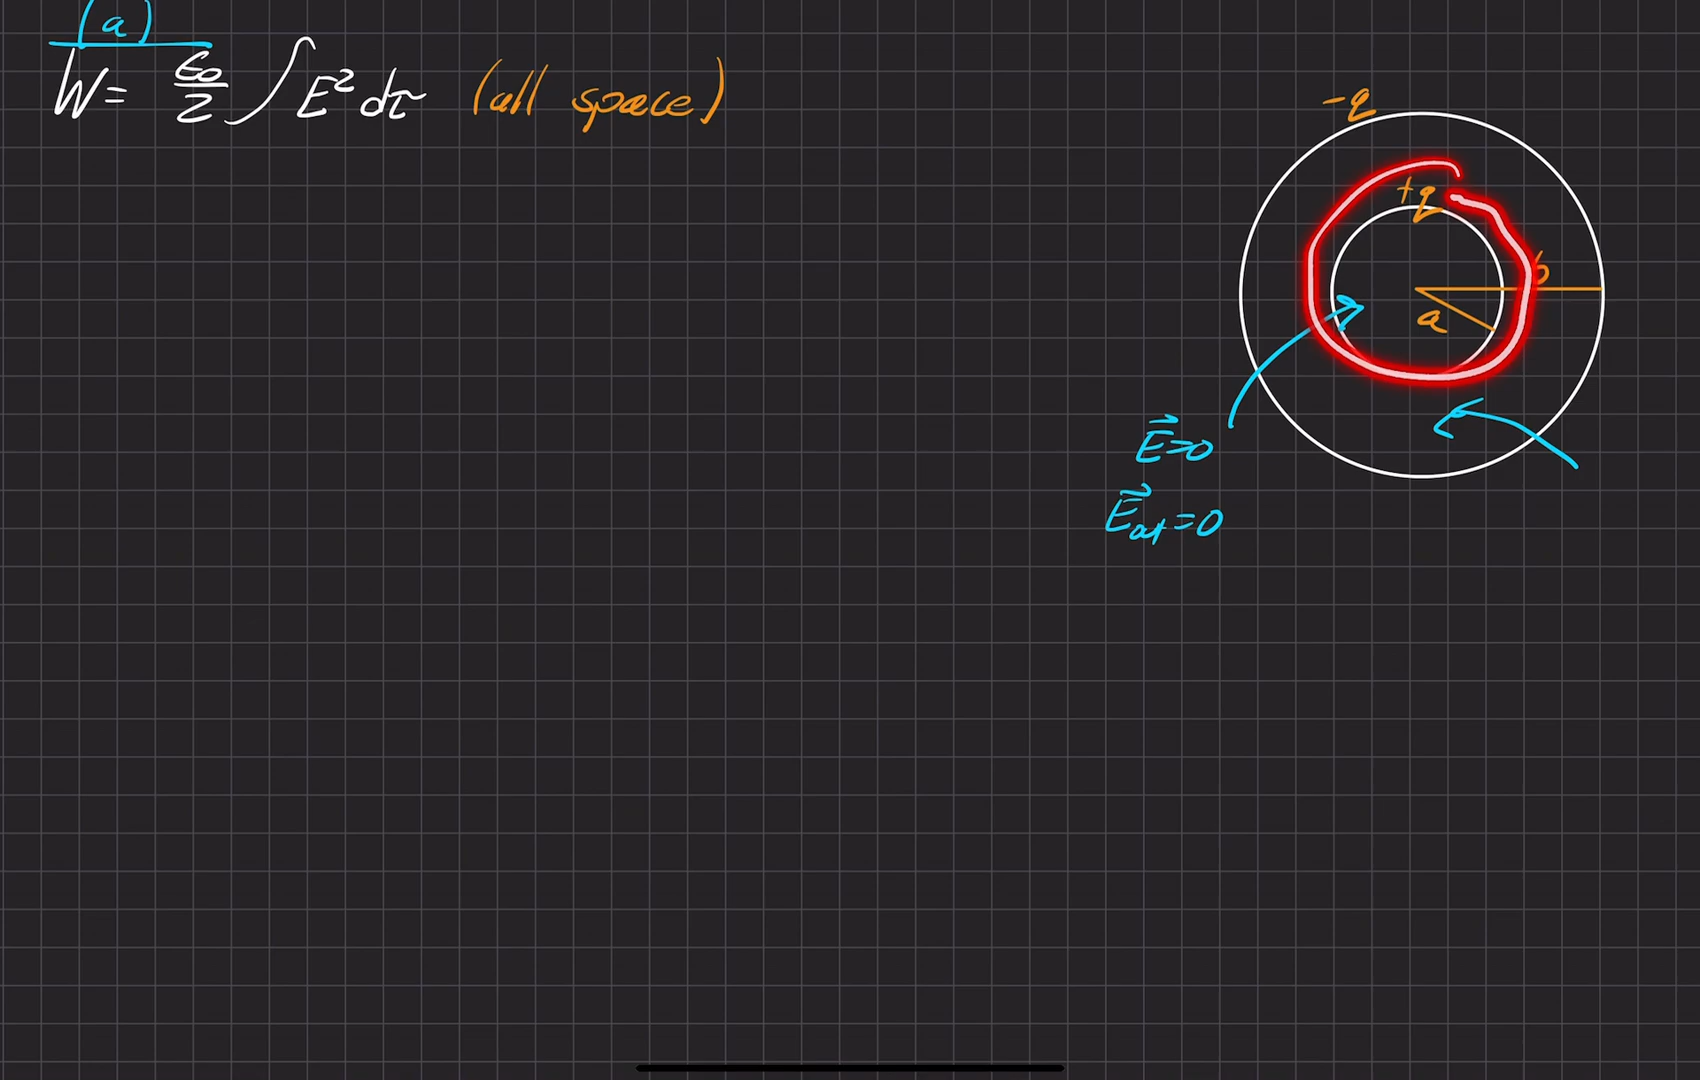 (a)
W = ε₀/2 ∫ E² dτ (all space)
-q
+q
b
a
E⃗=0
E⃗out=0